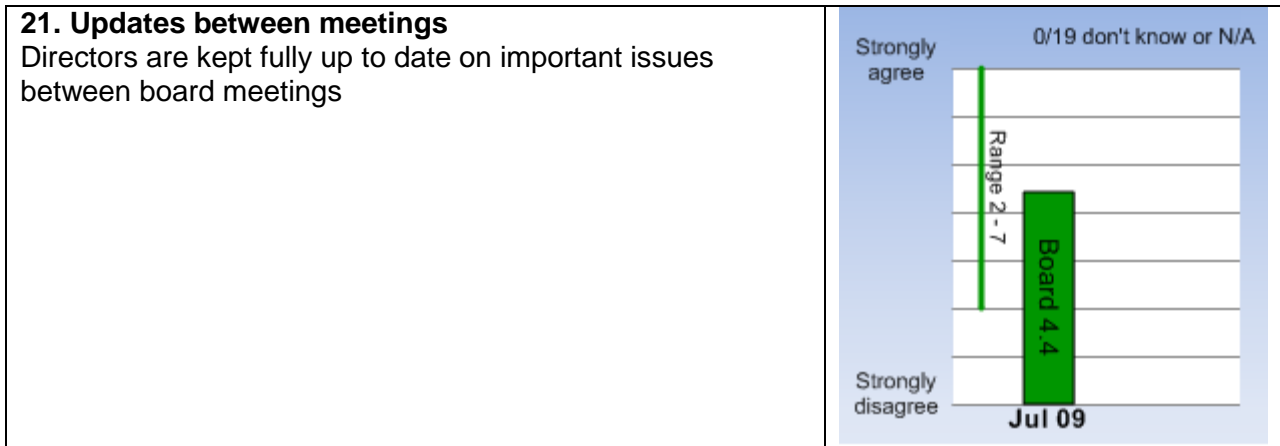 21. Updates between meetings
Directors are kept fully up to date on important issues
between board meetings
0/19 don't know or N/A
Strongly
agree
Range 2 - 7
Board 4.4
Strongly
disagree
Jul 09